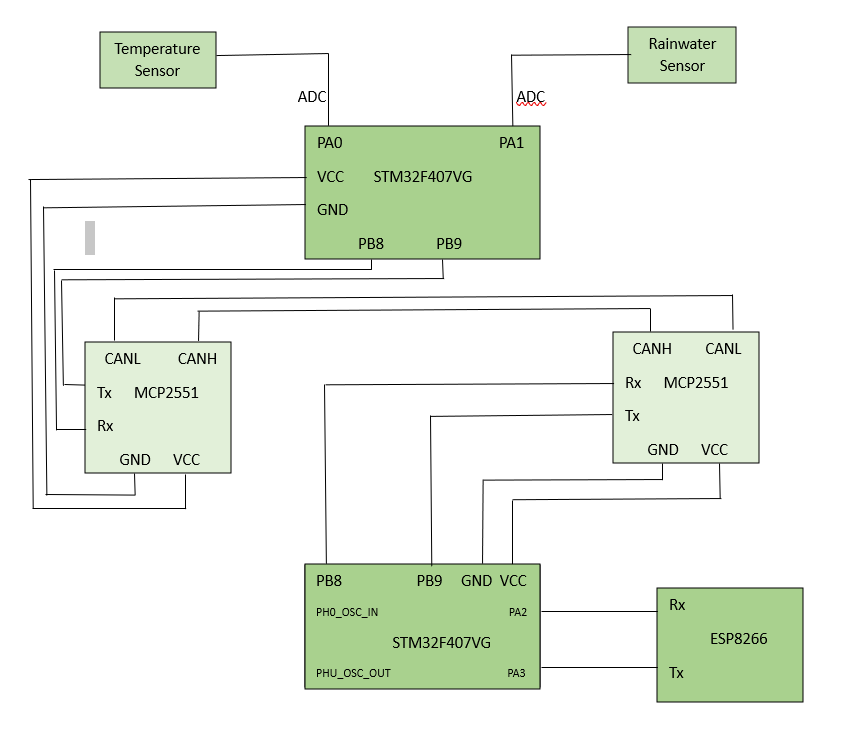 Temperature
Sensor
Rainwater
Sensor
ADC
ADC
PA0
PA1
VCC
STM32F407VG
GND
PB8
PB9
CANL
CANH
Tx
MCP2551
Rx
GND
VCC
CANH
CANL
Rx
MCP2551
Tx
GND
VCC
PB8
PB9
GND
VCC
PH0_OSC_IN
PA2
STM32F407VG
PHU_OSC_OUT
PA3
Rx
ESP8266
Tx